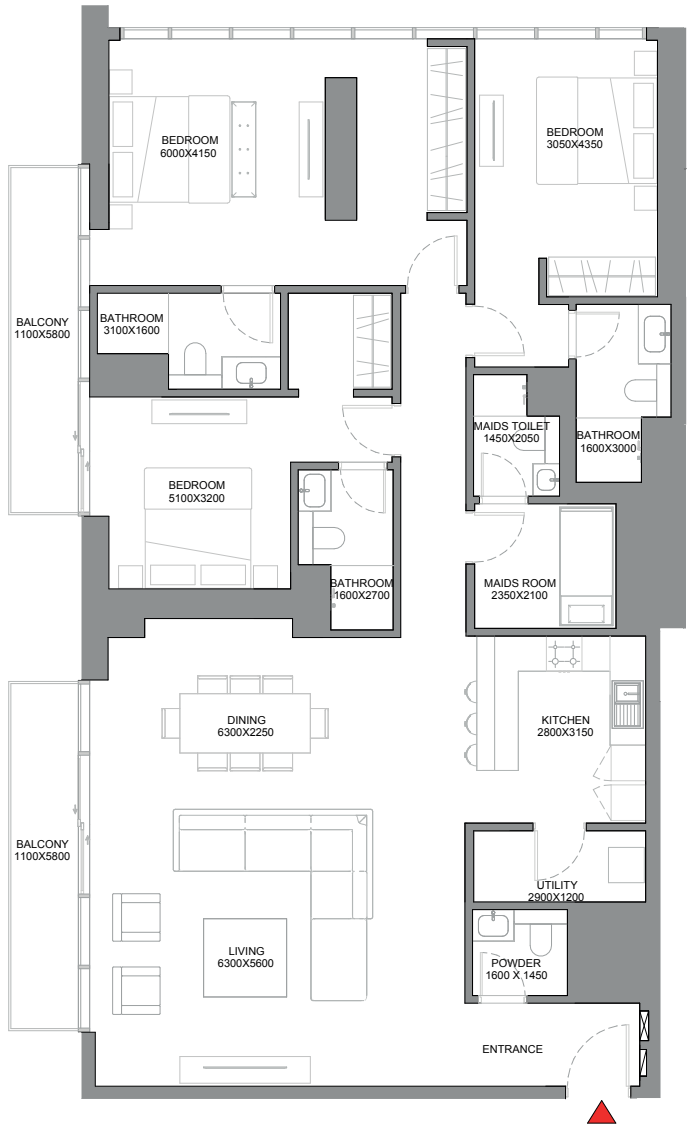 BEDROOM
6000X4150
BEDROOM
3050X4350
BALCONY
1100X5800
BATHROOM
3100X1600
MAIDS TOILET
1450X2050
BATHROOM
1600X3000
BEDROOM
5100X3200
BATHROOM
1600X2700
MAIDS ROOM
2350X2100
DINING
6300X2250
KITCHEN
2800X3150
BALCONY
1100X5800
UTILITY
2900X1200
LIVING
6300X5600
POWDER
1600 X 1450
ENTRANCE